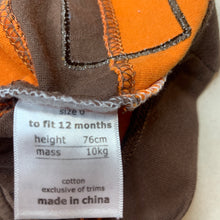 size 0
to fit 12 months
height 76cm
mass 10kg
cotton
exclusive of trims
made in china